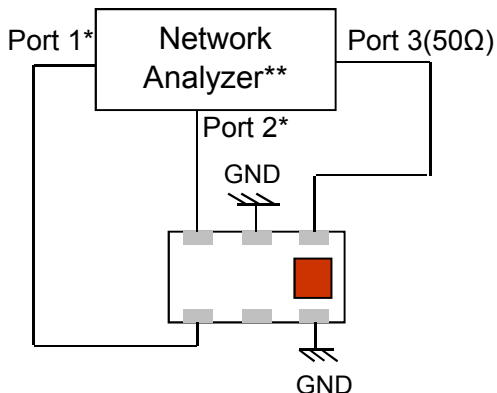 Port 1*
Network
Analyzer**
Port 3(50Ω)
Port 2*
GND
GND